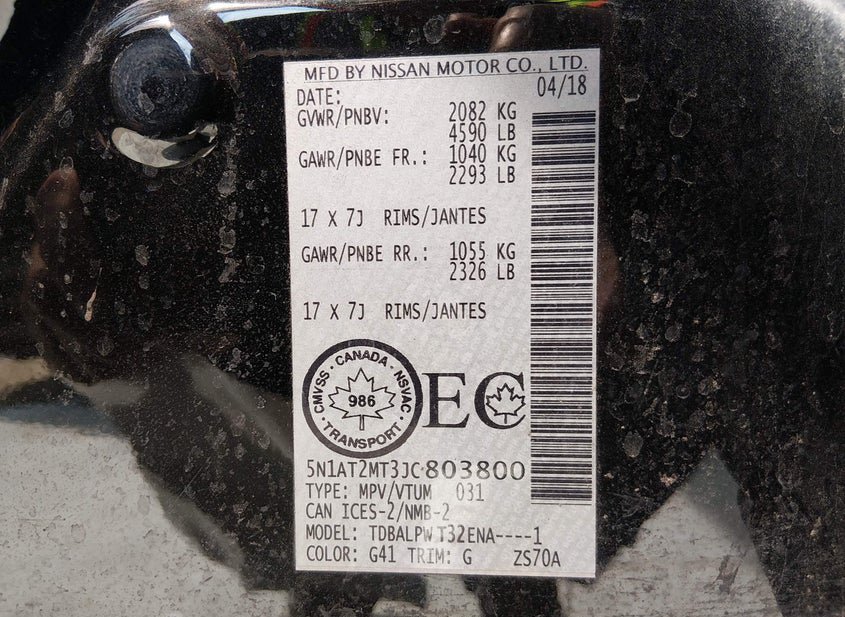 MFD BY NISSAN MOTOR CO., LTD.
DATE: 04/18
GVWR/PNBV: 2082 KG
4590 LB
GAWR/PNBE FR.: 1040 KG
2293 LB
17 X 7J RIMS/JANTES
GAWR/PNBE RR.: 1055 KG
2326 LB
17 X 7J RIMS/JANTES
CMVSS · CANADA · NSVAC
986
· TRANSPORT ·
EC
5N1AT2MT3JC803800
TYPE: MPV/VTUM 031
CAN ICES-2/NMB-2
MODEL: TDBALPW T32ENA----1
COLOR: G41 TRIM: G ZS70A